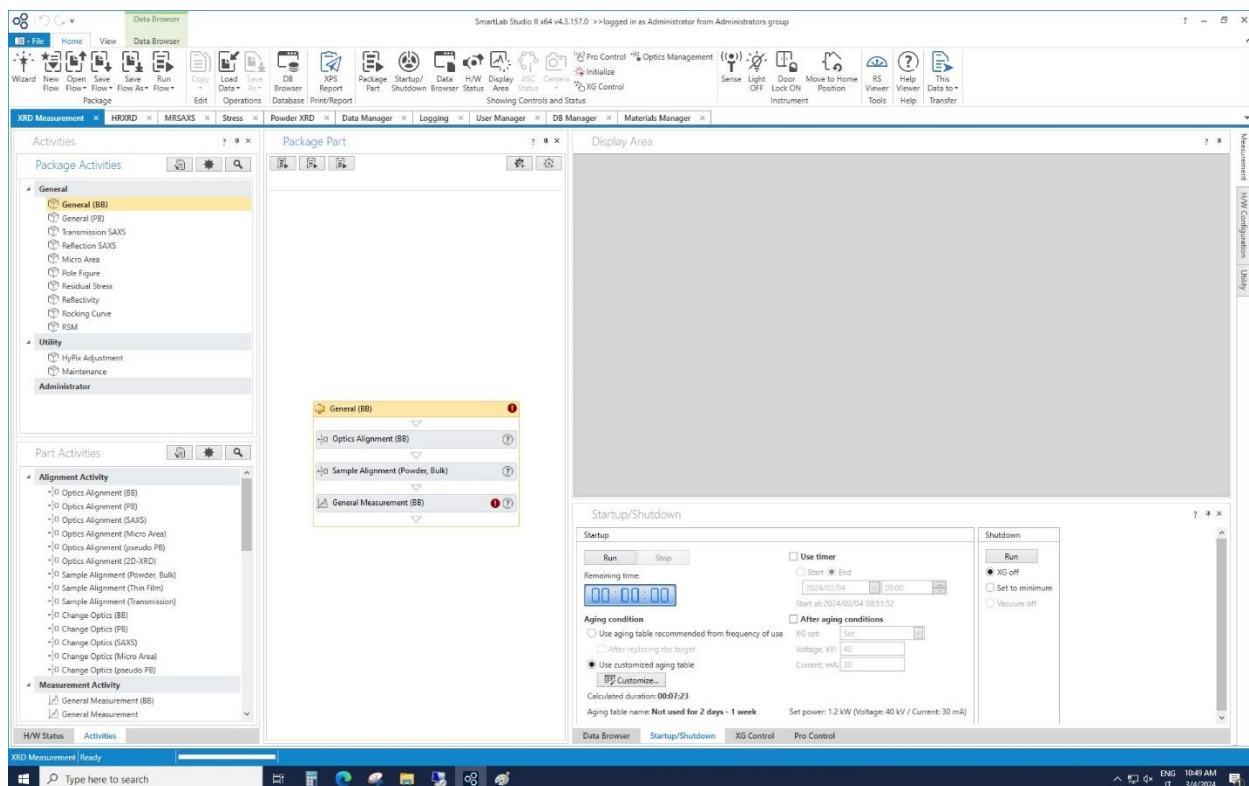 Data Browser
SmartLab Studio II x64 v4.3.157.0 >>logged in as Administrator from Administrators group
File Home View Data Browser
Wizard
New Flow
Open Flow
Save Flow
Save Flow As
Run Flow
Package
Copy
Edit
Load Data
Save As
Operations
DB Browser
Database
XPS Report
Print/Report
Package Part
Startup/ Shutdown
Data Browser
H/W Status
Display Area
ASC Status
Camera
Pro Control
Optics Management
Initialize
XG Control
Showing Controls and Status
Sense
Light OFF
Door Lock ON
Move to Home Position
Instrument
RS Viewer
Tools
Help Viewer
Help
This Data to
Transfer
XRD Measurement HRXRD MRSAXS Stress Powder XRD Data Manager Logging User Manager DB Manager Materials Manager
Activities
Package Activities
General
General (BB)
General (PB)
Transmission SAXS
Reflection SAXS
Micro Area
Pole Figure
Residual Stress
Reflectivity
Rocking Curve
RSM
Utility
HyPix Adjustment
Maintenance
Administrator
Part Activities
Alignment Activity
Optics Alignment (BB)
Optics Alignment (PB)
Optics Alignment (SAXS)
Optics Alignment (Micro Area)
Optics Alignment (pseudo PB)
Optics Alignment (2D-XRD)
Sample Alignment (Powder, Bulk)
Sample Alignment (Thin Film)
Sample Alignment (Transmission)
Change Optics (BB)
Change Optics (PB)
Change Optics (SAXS)
Change Optics (Micro Area)
Change Optics (pseudo PB)
Measurement Activity
General Measurement (BB)
General Measurement
H/W Status Activities
Package Part
General (BB)
Optics Alignment (BB)
Sample Alignment (Powder, Bulk)
General Measurement (BB)
Display Area
Measurement
H/W Configuration
Utility
Startup/Shutdown
Startup
Run Stop
Remaining time:
00:00:00
Aging condition
Use aging table recommended from frequency of use
After replacing the target
Use customized aging table
Customize...
Calculated duration: 00:07:23
Aging table name: Not used for 2 days - 1 week
Use timer
Start End
2024/03/04 09:00
Start at: 2024/03/04 08:51:52
After aging conditions
XG set: Set
Voltage, kV: 40
Current, mA: 30
Set power: 1.2 kW (Voltage: 40 kV / Current: 30 mA)
Shutdown
Run
XG off
Set to minimum
Vacuum off
Data Browser Startup/Shutdown XG Control Pro Control
XRD Measurement Ready
Type here to search
ENG 10:49 AM
IT 3/4/2024